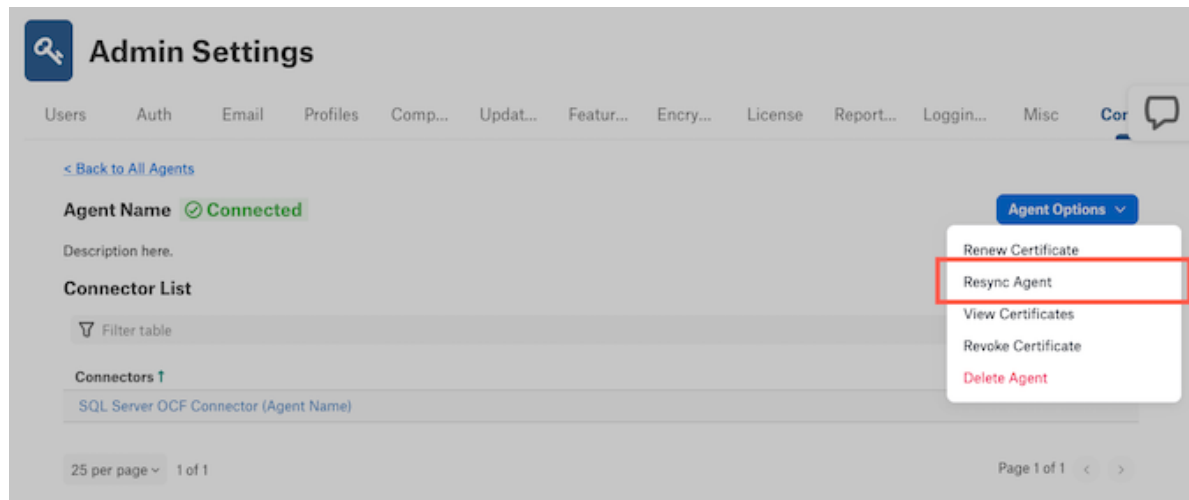 Admin Settings
Users Auth Email Profiles Comp... Updat... Featur... Encry... License Report... Loggin... Misc Cor
< Back to All Agents
Agent Name Connected Agent Options
Description here. Renew Certificate
Connector List Resync Agent
Filter table View Certificates
Revoke Certificate
Connectors ↑ Delete Agent
SQL Server OCF Connector (Agent Name)
25 per page 1 of 1 Page 1 of 1 < >